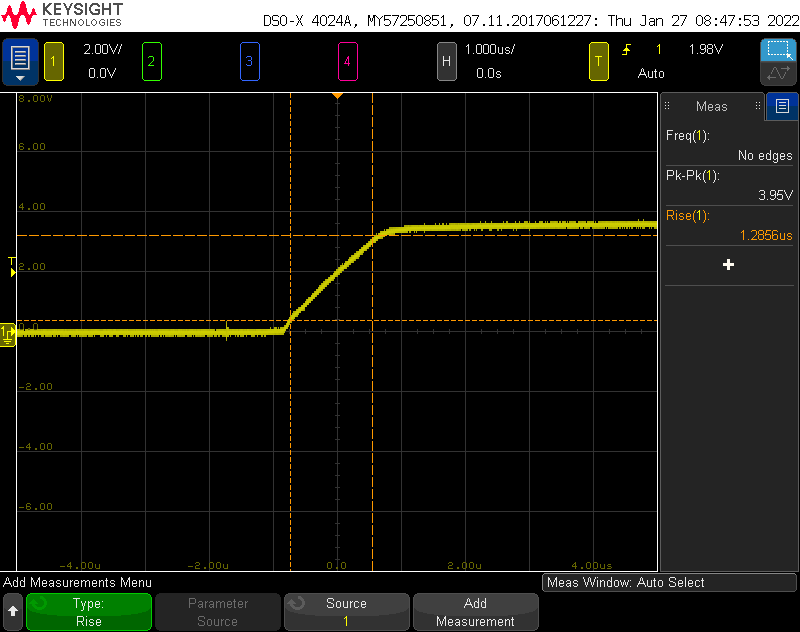 KEYSIGHT
TECHNOLOGIES
DSO-X 4024A, MY57250851, 07.11.2017061227: Thu Jan 27 08:47:53 2022
1
2.00V/
0.0V
2
3
4
H
1.000us/
0.0s
T
1
1.98V
Auto
8.00V
6.00
4.00
T
2.00
1
0.0
-2.00
-4.00
-6.00
-4.00u
-2.00u
0.0
2.00u
4.00us
Meas
Freq(1):
No edges
Pk-Pk(1):
3.95V
Rise(1):
1.2856us
+
Add Measurements Menu
Meas Window: Auto Select
Type:
Rise
Parameter
Source
Source
1
Add
Measurement